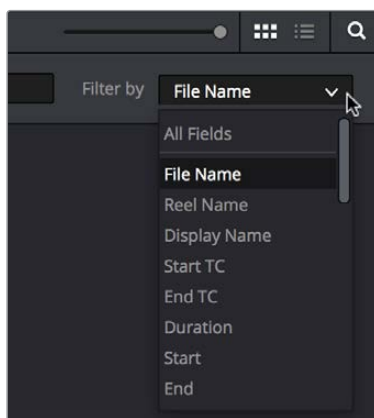 Filter by File Name
All Fields
File Name
Reel Name
Display Name
Start TC
End TC
Duration
Start
End